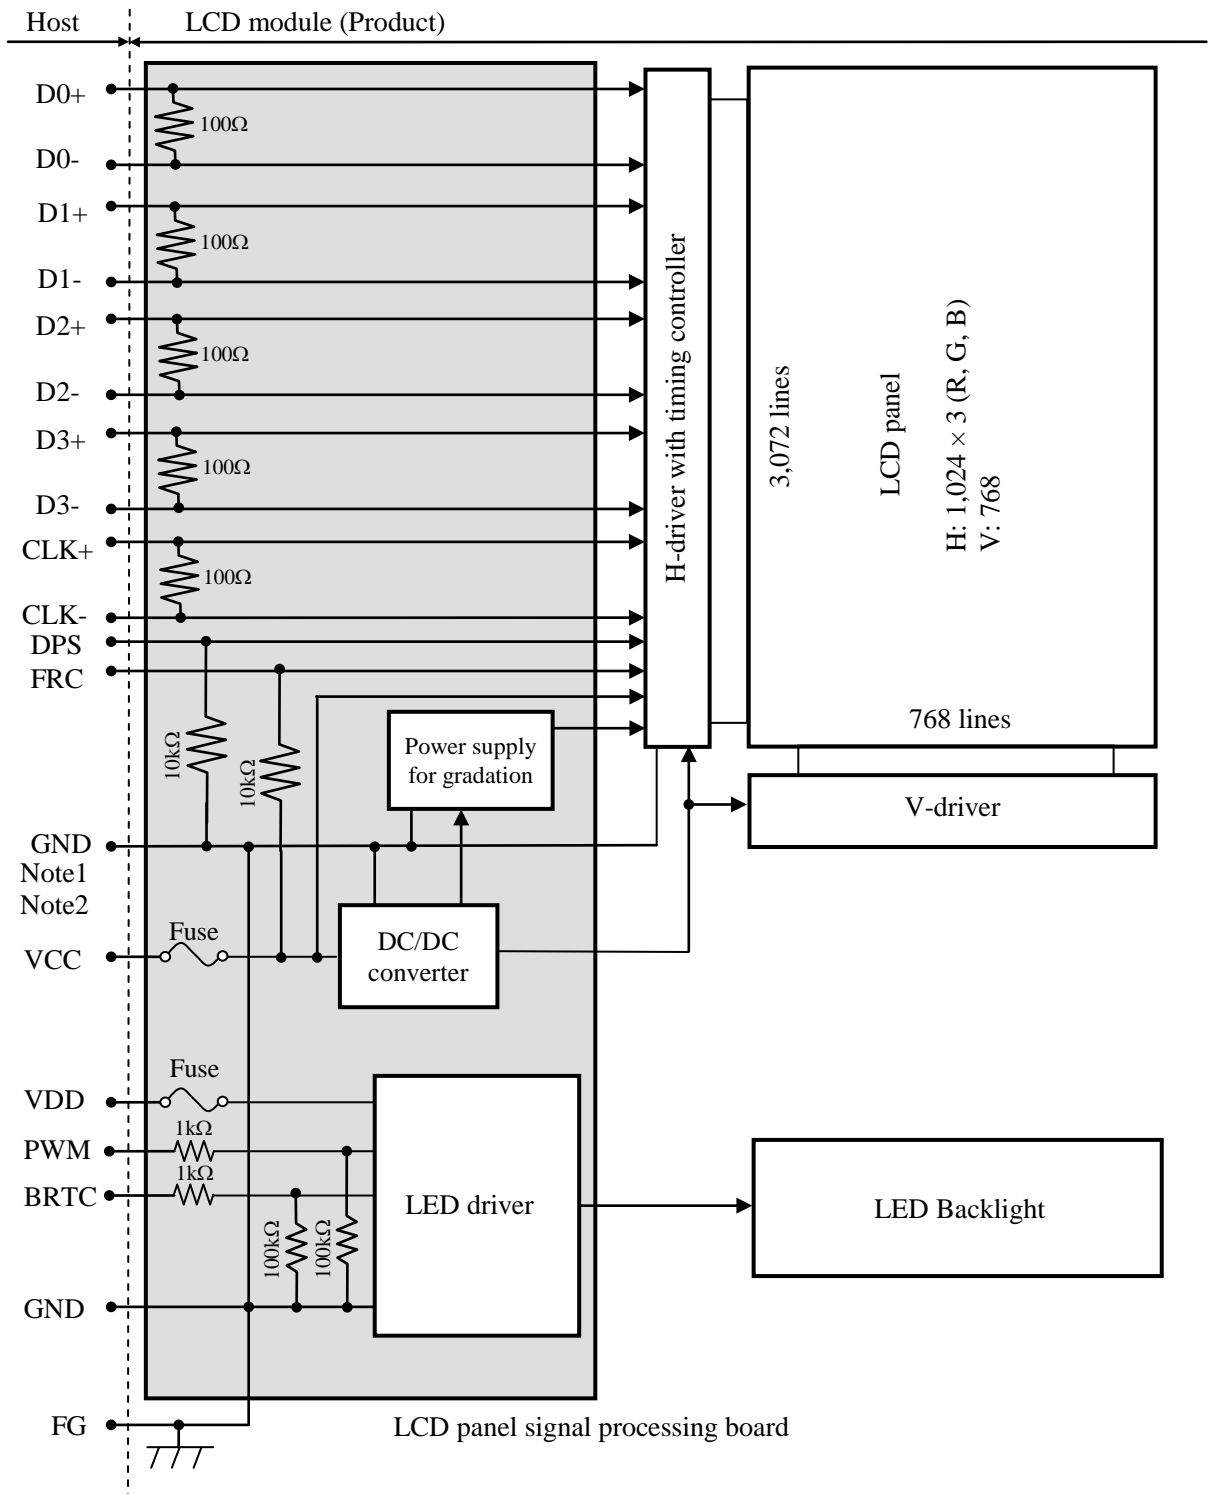 Host
LCD module (Product)
D0+
100Ω
D0-
D1+
100Ω
D1-
D2+
100Ω
D2-
D3+
100Ω
D3-
CLK+
100Ω
CLK-
DPS
FRC
10kΩ
10kΩ
Power supply
for gradation
GND
Note1
Note2
Fuse
VCC
DC/DC
converter
H-driver with timing controller
3,072 lines
LCD panel
H: 1,024 × 3 (R, G, B)
V: 768
768 lines
V-driver
Fuse
VDD
1kΩ
PWM
1kΩ
BRTC
100kΩ
100kΩ
LED driver
LED Backlight
GND
FG
LCD panel signal processing board